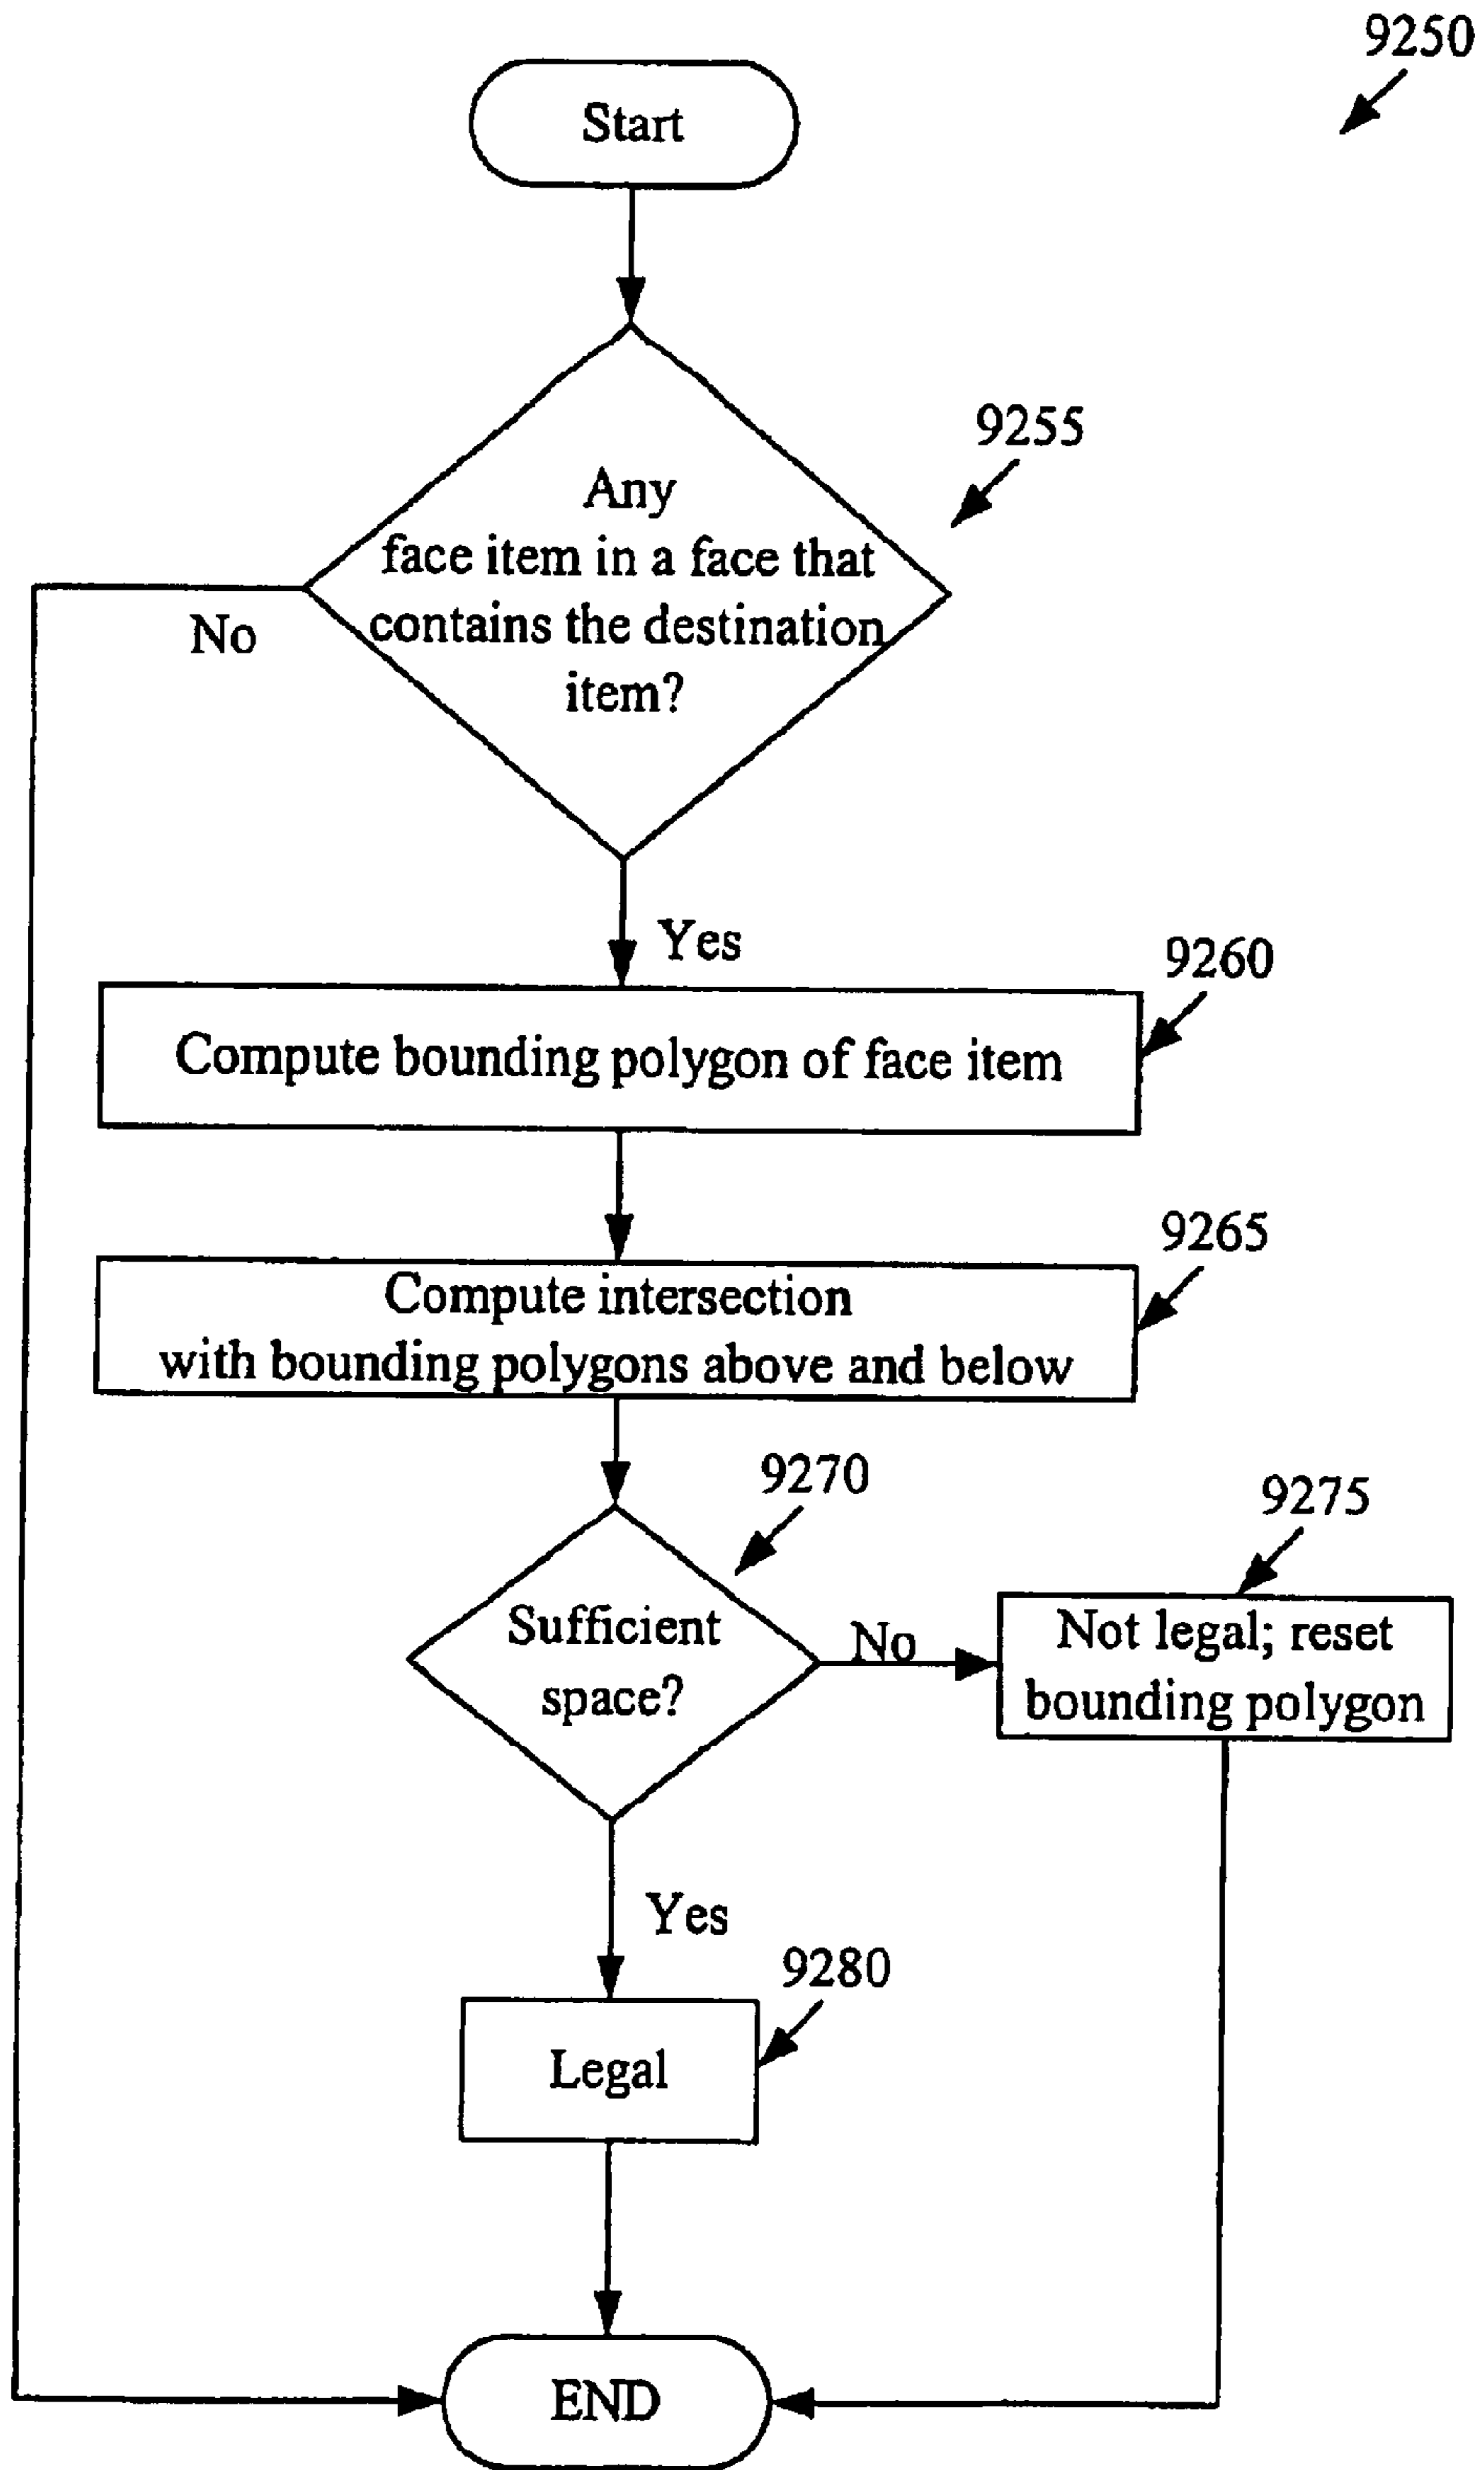 9250
Start
9255
Any
face item in a face that
contains the destination
item?
No
Yes
9260
Compute bounding polygon of face item
9265
Compute intersection
with bounding polygons above and below
9270
9275
Sufficient
space?
No
Not legal; reset
bounding polygon
Yes
9280
Legal
END